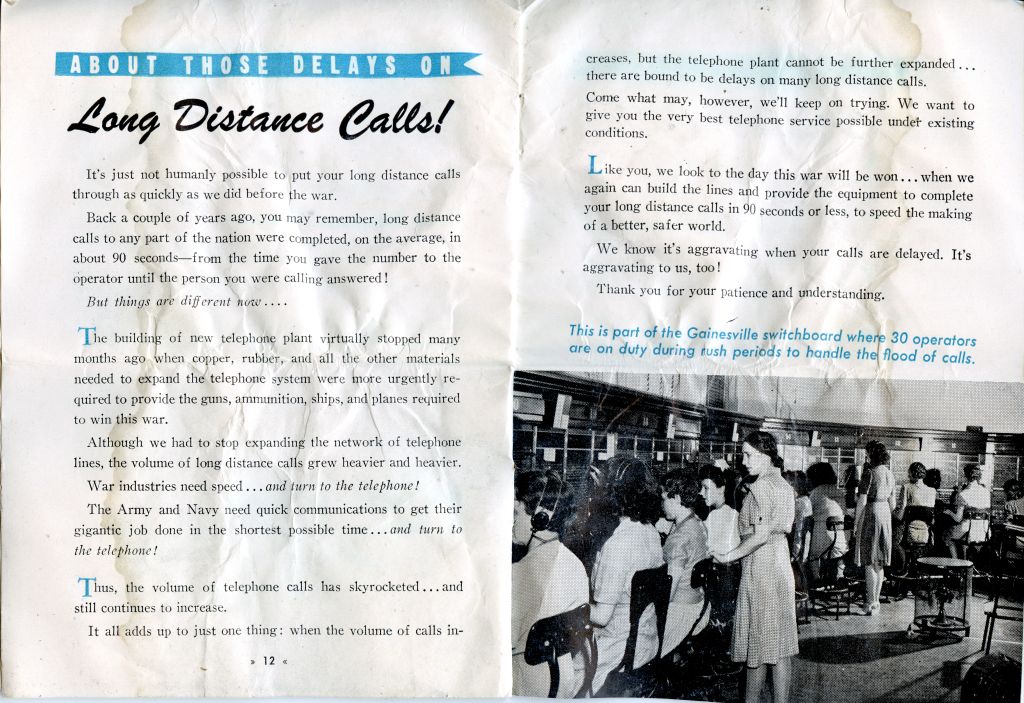 ABOUT THOSE DELAYS ON
Long Distance Calls!
It's just not humanly possible to put your long distance calls
through as quickly as we did before the war.
Back a couple of years ago, you may remember, long distance
calls to any part of the nation were completed, on the average, in
about 90 seconds—from the time you gave the number to the
operator until the person you were calling answered!
But things are different now....
The building of new telephone plant virtually stopped many
months ago when copper, rubber, and all the other materials
needed to expand the telephone system were more urgently re-
quired to provide the guns, ammunition, ships, and planes required
to win this war.
Although we had to stop expanding the network of telephone
lines, the volume of long distance calls grew heavier and heavier.
War industries need speed...and turn to the telephone!
The Army and Navy need quick communications to get their
gigantic job done in the shortest possible time...and turn to
the telephone!
Thus, the volume of telephone calls has skyrocketed...and
still continues to increase.
It all adds up to just one thing: when the volume of calls in-
» 12 «
creases, but the telephone plant cannot be further expanded...
there are bound to be delays on many long distance calls.
Come what may, however, we'll keep on trying. We want to
give you the very best telephone service possible under existing
conditions.
Like you, we look to the day this war will be won...when we
again can build the lines and provide the equipment to complete
your long distance calls in 90 seconds or less, to speed the making
of a better, safer world.
We know it's aggravating when your calls are delayed. It's
aggravating to us, too!
Thank you for your patience and understanding.
This is part of the Gainesville switchboard where 30 operators
are on duty during rush periods to handle the flood of calls.